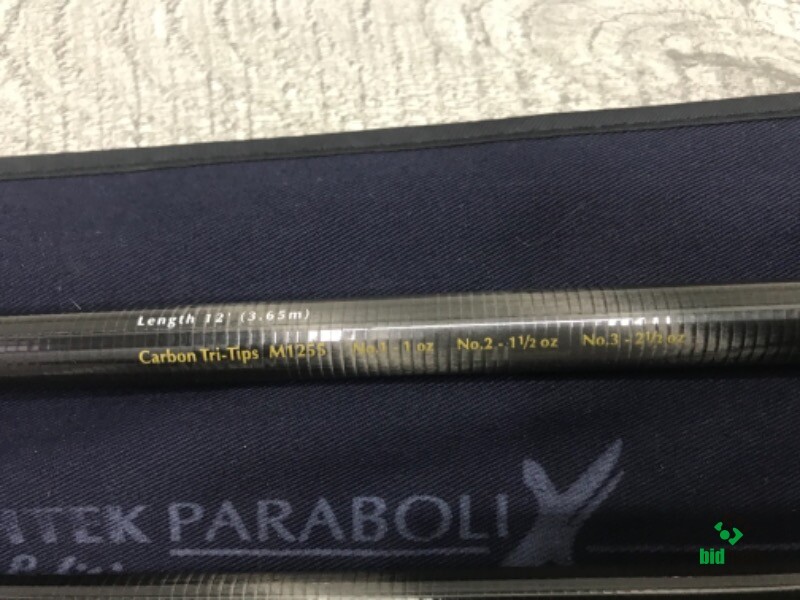 Length 12' (3.65m)
Carbon Tri-Tips M1255 No.1 1 oz No.2 - 1½ oz No.3 - 2½ oz
ITEK PARABOLIX
bid